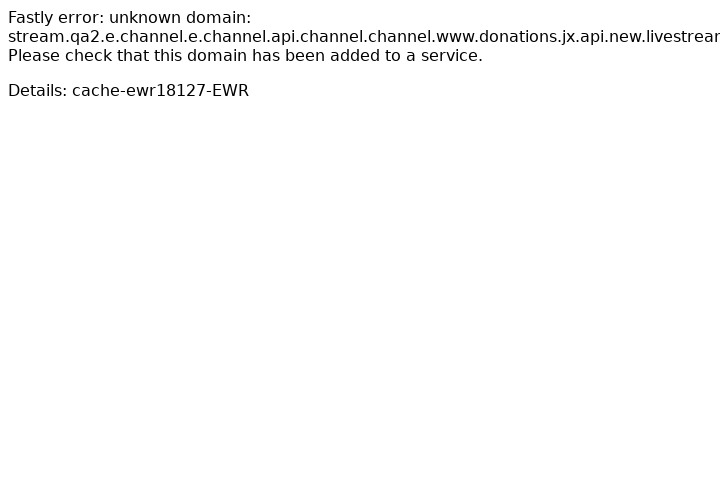 Fastly error: unknown domain:
stream.qa2.e.channel.e.channel.api.channel.channel.www.donations.jx.api.new.livestrear
Please check that this domain has been added to a service.
Details: cache-ewr18127-EWR